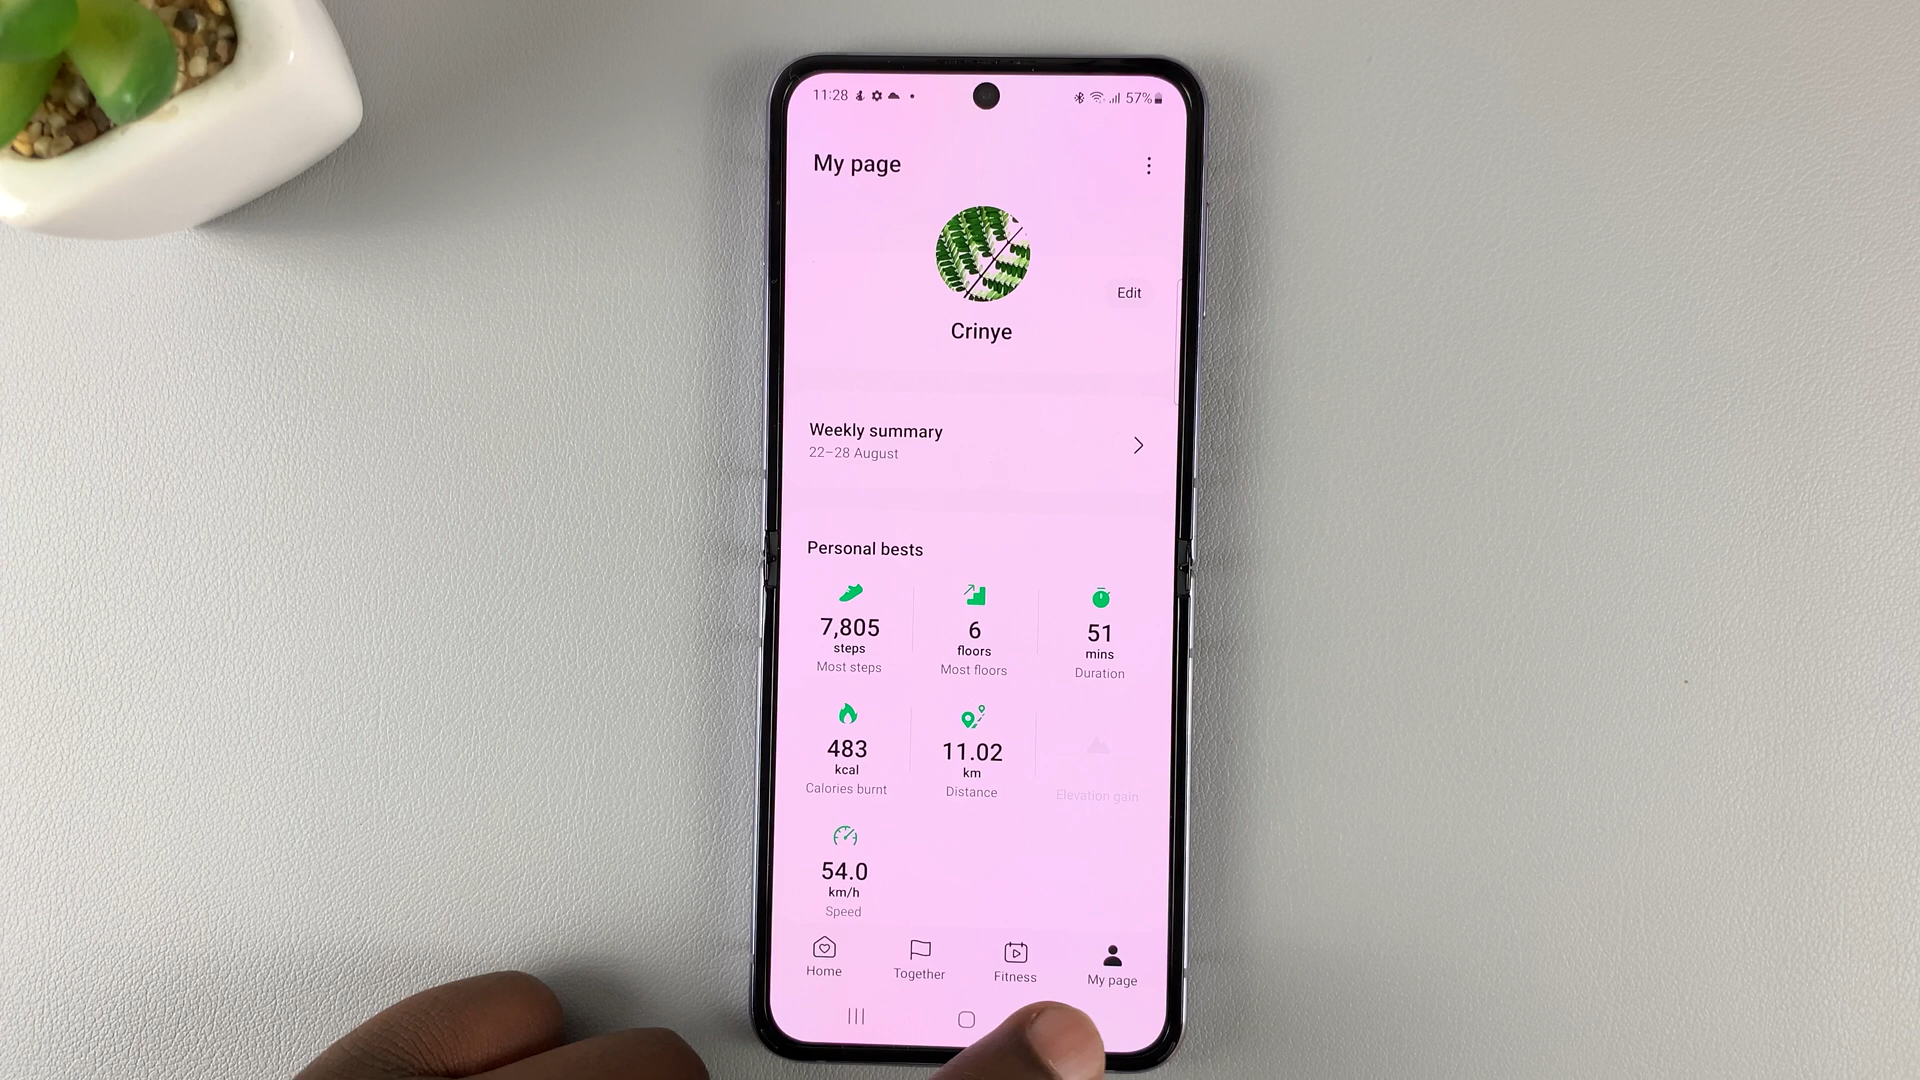 11:28
57%
My page
Edit
Crinye
Weekly summary
22–28 August
Personal bests
7,805 6 51
steps floors mins
Most steps Most floors Duration
483 11.02
kcal km
Calories burnt Distance Elevation gain
54.0
km/h
Speed
Home Together Fitness My page